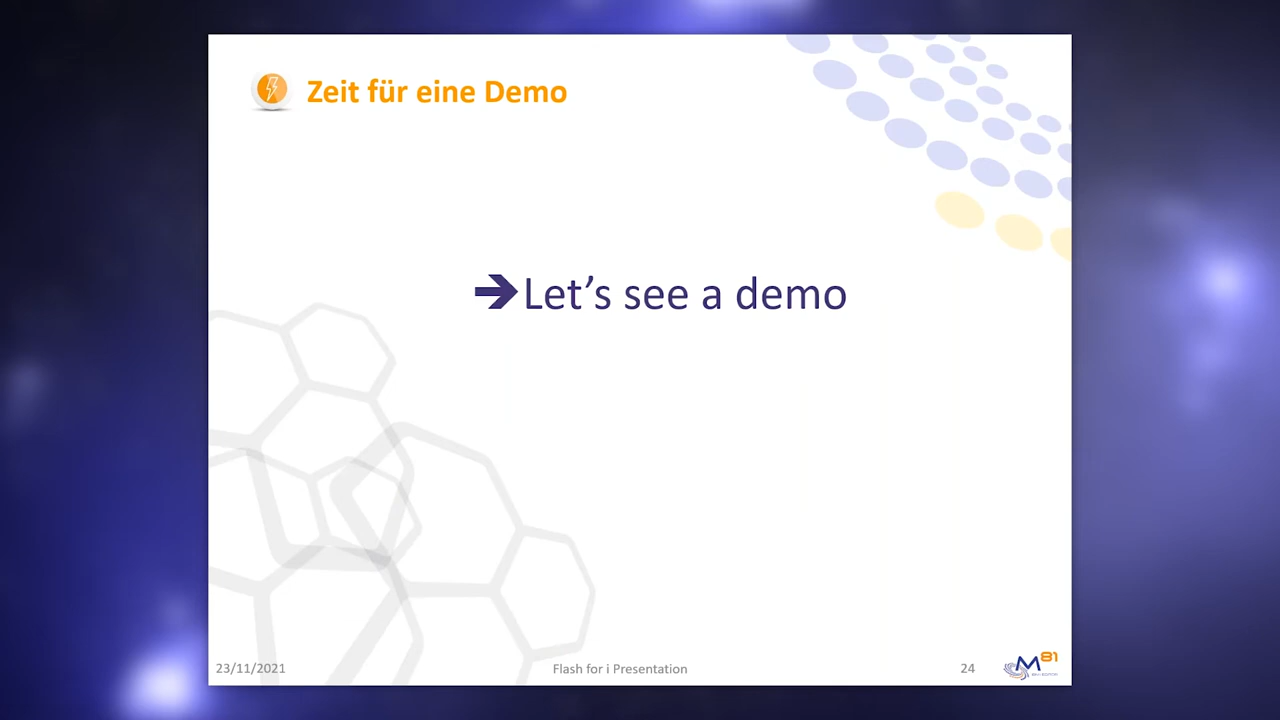 Zeit für eine Demo
➔Let's see a demo
23/11/2021
Flash for i Presentation
24
M81